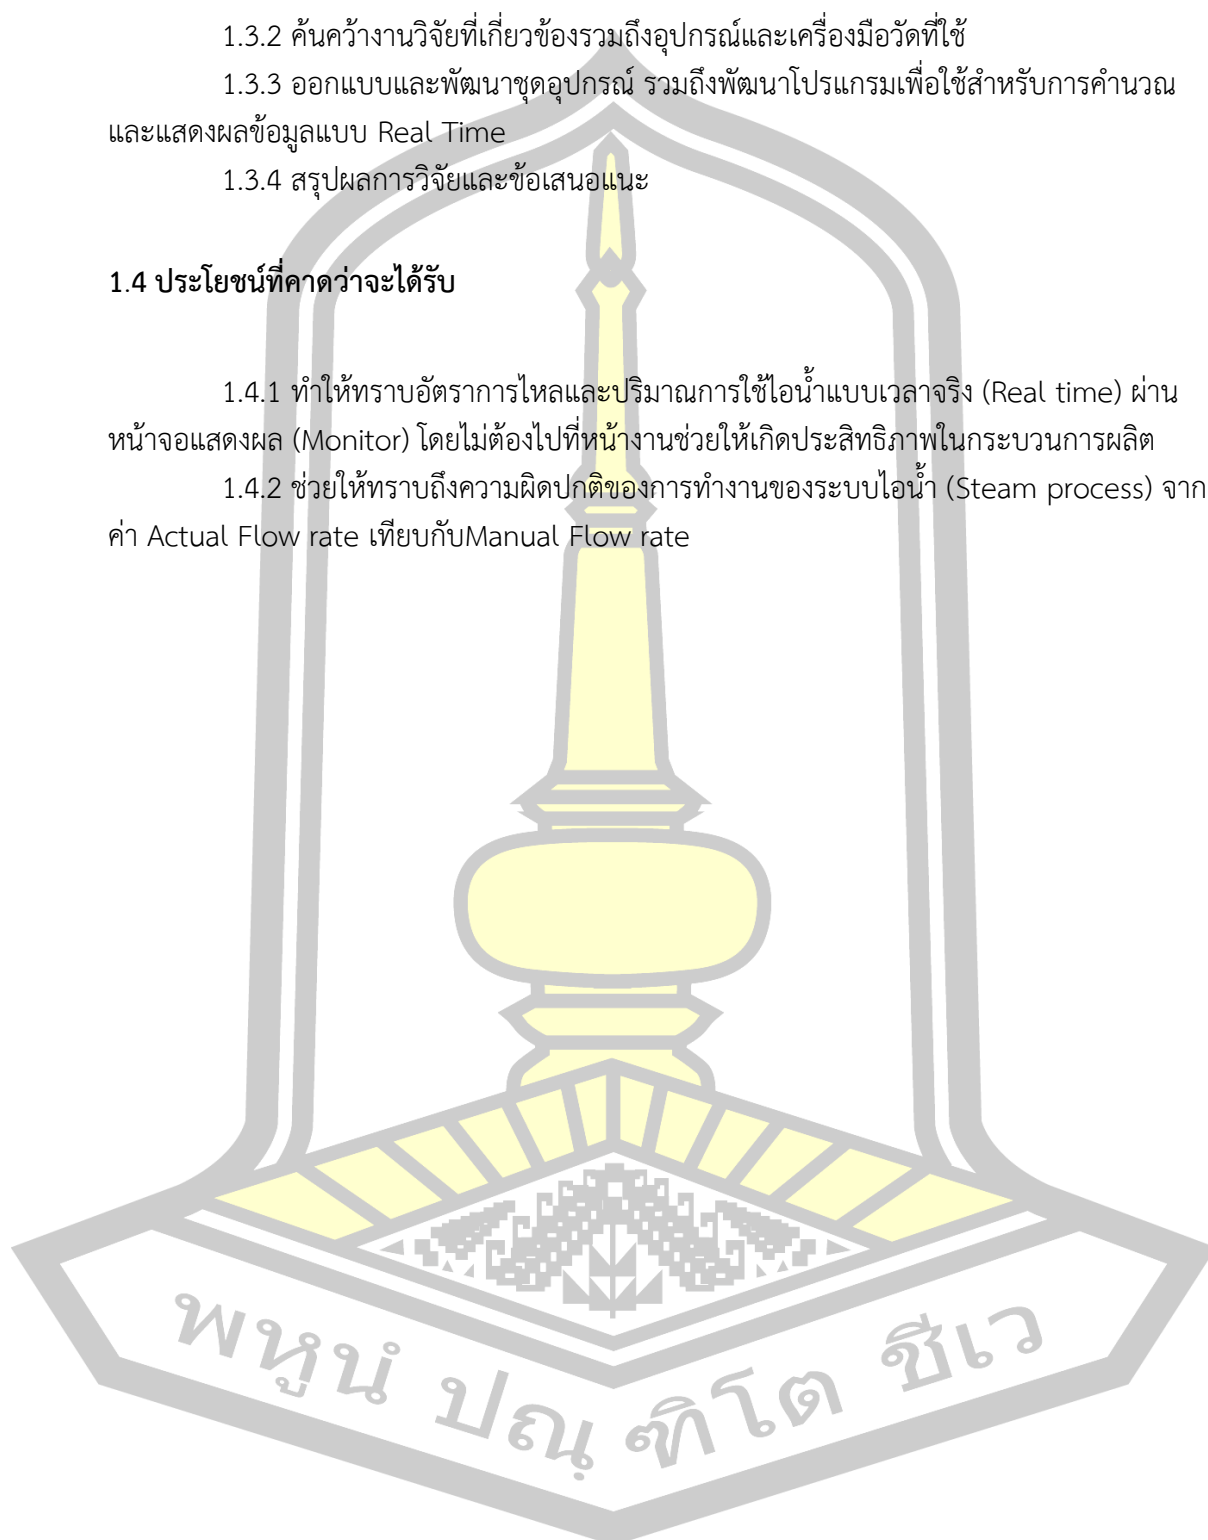 1.3.2 ค้นคว้างานวิจัยที่เกี่ยวข้องรวมถึงอุปกรณ์และเครื่องมือวัดที่ใช้
1.3.3 ออกแบบและพัฒนาชุดอุปกรณ์ รวมถึงพัฒนาโปรแกรมเพื่อใช้สำหรับการคำนวณ
และแสดงผลข้อมูลแบบ Real Time
1.3.4 สรุปผลการวิจัยและข้อเสนอแนะ
1.4 ประโยชน์ที่คาดว่าจะได้รับ
1.4.1 ทำให้ทราบอัตราการไหลและปริมาณการใช้ไอน้ำแบบเวลาจริง (Real time) ผ่าน
หน้าจอแสดงผล (Monitor) โดยไม่ต้องไปที่หน้างานช่วยให้เกิดประสิทธิภาพในกระบวนการผลิต
1.4.2 ช่วยให้ทราบถึงความผิดปกติของการทำงานของระบบไอน้ำ (Steam process) จาก
ค่า Actual Flow rate เทียบกับManual Flow rate
พหูนํ ปณฺฑิโต ชีเว